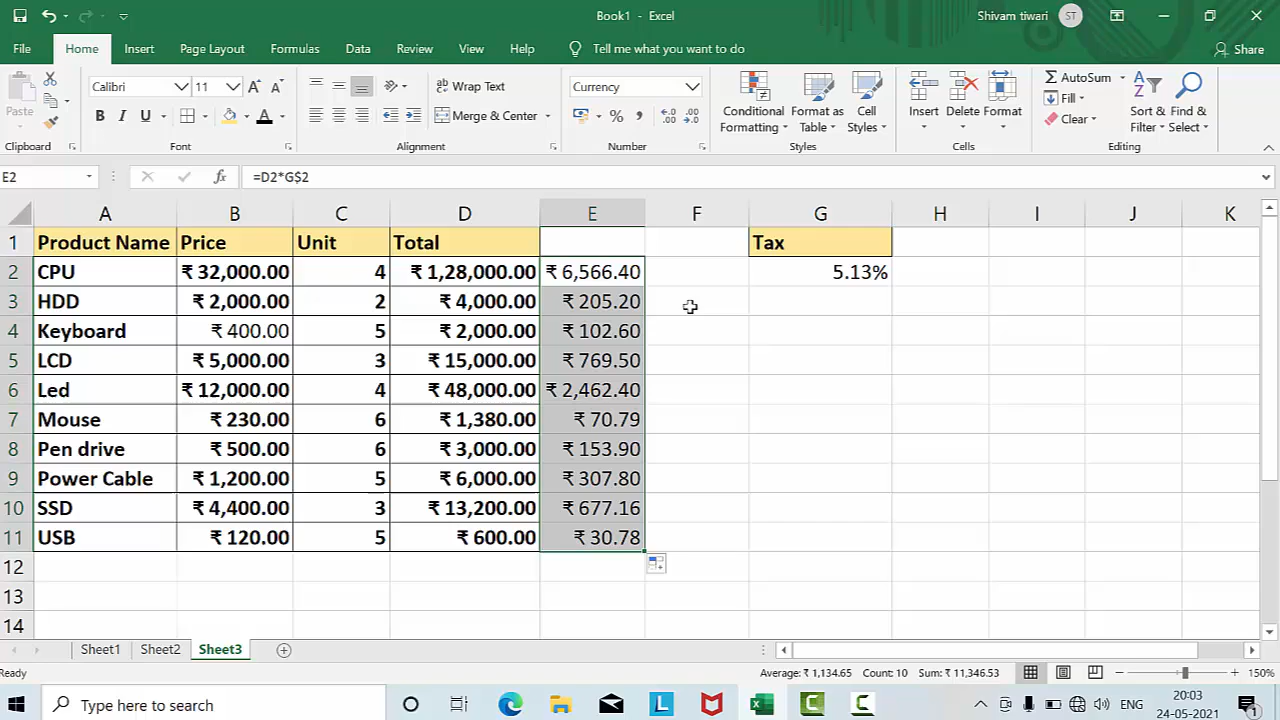 Book1 - Excel
Shivam tiwari ST
File Home Insert Page Layout Formulas Data Review View Help Tell me what you want to do Share
Paste
Calibri 11 A A
B I U A
Wrap Text
Merge & Center
Currency
% , .0 .00 .00 .0
Conditional Formatting
Format as Table
Cell Styles
Insert
Delete
Format
AutoSum
Fill
Clear
Sort & Filter
Find & Select
Clipboard Font Alignment Number Styles Cells Editing
E2 fx =D2*G$2
A B C D E F G H I J K
1 Product Name Price Unit Total Tax
2 CPU ₹ 32,000.00 4 ₹ 1,28,000.00 ₹ 6,566.40 5.13%
3 HDD ₹ 2,000.00 2 ₹ 4,000.00 ₹ 205.20
4 Keyboard ₹ 400.00 5 ₹ 2,000.00 ₹ 102.60
5 LCD ₹ 5,000.00 3 ₹ 15,000.00 ₹ 769.50
6 Led ₹ 12,000.00 4 ₹ 48,000.00 ₹ 2,462.40
7 Mouse ₹ 230.00 6 ₹ 1,380.00 ₹ 70.79
8 Pen drive ₹ 500.00 6 ₹ 3,000.00 ₹ 153.90
9 Power Cable ₹ 1,200.00 5 ₹ 6,000.00 ₹ 307.80
10 SSD ₹ 4,400.00 3 ₹ 13,200.00 ₹ 677.16
11 USB ₹ 120.00 5 ₹ 600.00 ₹ 30.78
12
13
14
Sheet1 Sheet2 Sheet3
Ready Average: ₹ 1,134.65 Count: 10 Sum: ₹ 11,346.53 150%
Type here to search
ENG
20:03
24-05-2021